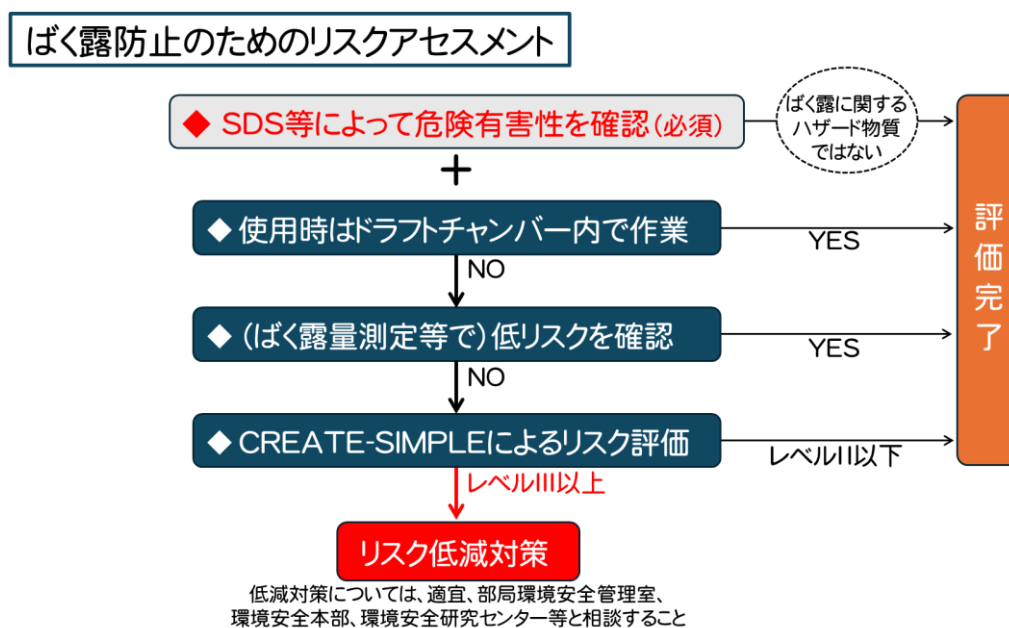 ばく露防止のためのリスクアセスメント
◆ SDS等によって危険有害性を確認(必須)
ばく露に関する
ハザード物質
ではない
+
◆ 使用時はドラフトチャンバー内で作業
YES
NO
◆ (ばく露量測定等で)低リスクを確認
YES
NO
◆ CREATE-SIMPLEによるリスク評価
レベルII以下
レベルIII以上
評価完了
リスク低減対策
低減対策については、適宜、部局環境安全管理室、
環境安全本部、環境安全研究センター等と相談すること